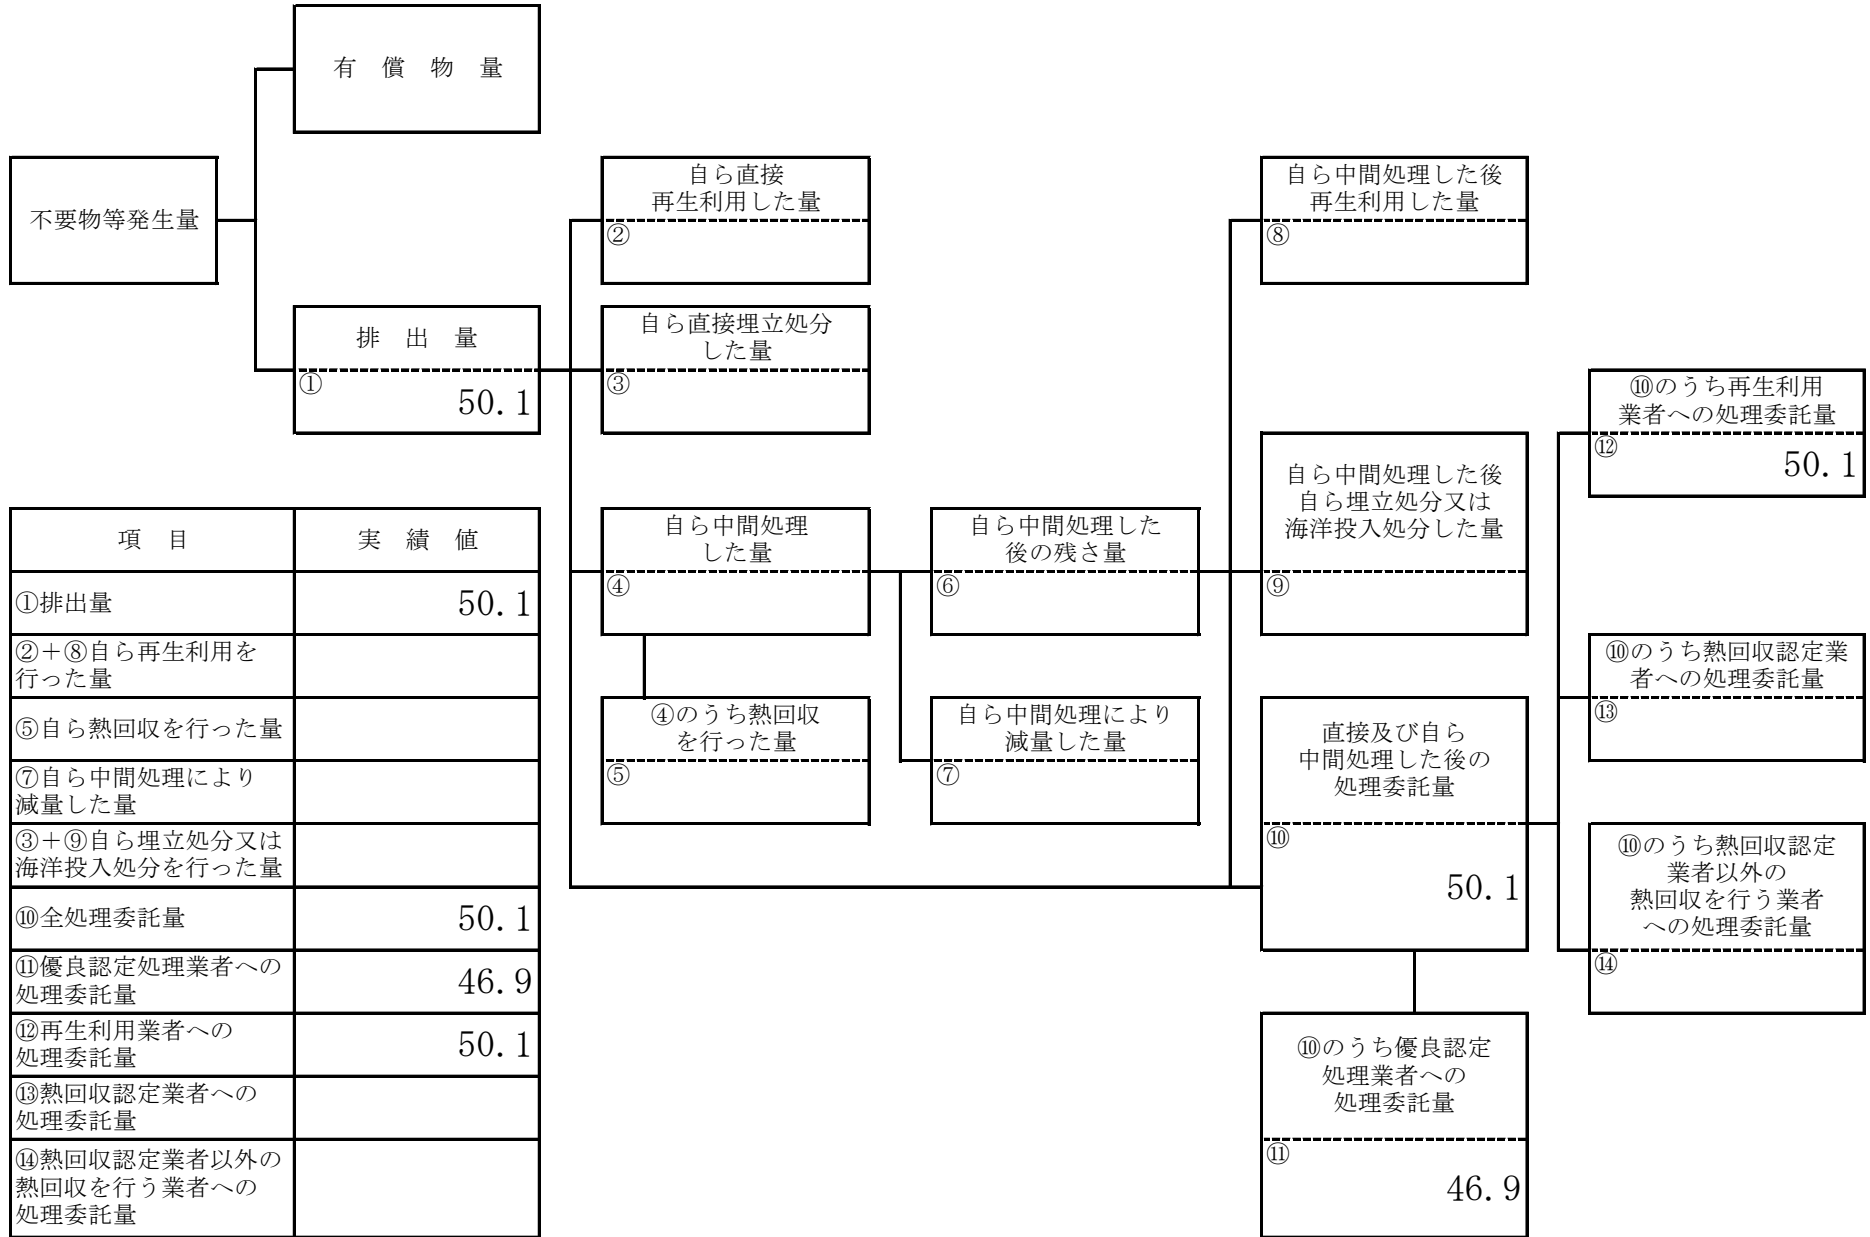 有　償　物　量
不要物等発生量
排　出　量
①
50.1
自ら直接
再生利用した量
②
自ら直接埋立処分
した量
③
自ら中間処理
した量
④
④のうち熱回収
を行った量
⑤
自ら中間処理した
後の残さ量
⑥
自ら中間処理により
減量した量
⑦
自ら中間処理した後
再生利用した量
⑧
自ら中間処理した後
自ら埋立処分又は
海洋投入処分した量
⑨
直接及び自ら
中間処理した後の
処理委託量
⑩
50.1
⑩のうち優良認定
処理業者への
処理委託量
⑪
46.9
⑩のうち再生利用
業者への処理委託量
⑫
50.1
⑩のうち熱回収認定業
者への処理委託量
⑬
⑩のうち熱回収認定
業者以外の
熱回収を行う業者
への処理委託量
⑭
項　目　実　績　値
①排出量　50.1
②＋⑧自ら再生利用を
行った量
⑤自ら熱回収を行った量
⑦自ら中間処理により
減量した量
③＋⑨自ら埋立処分又は
海洋投入処分を行った量
⑩全処理委託量　50.1
⑪優良認定処理業者への
処理委託量　46.9
⑫再生利用業者への
処理委託量　50.1
⑬熱回収認定業者への
処理委託量
⑭熱回収認定業者以外の
熱回収を行う業者への
処理委託量